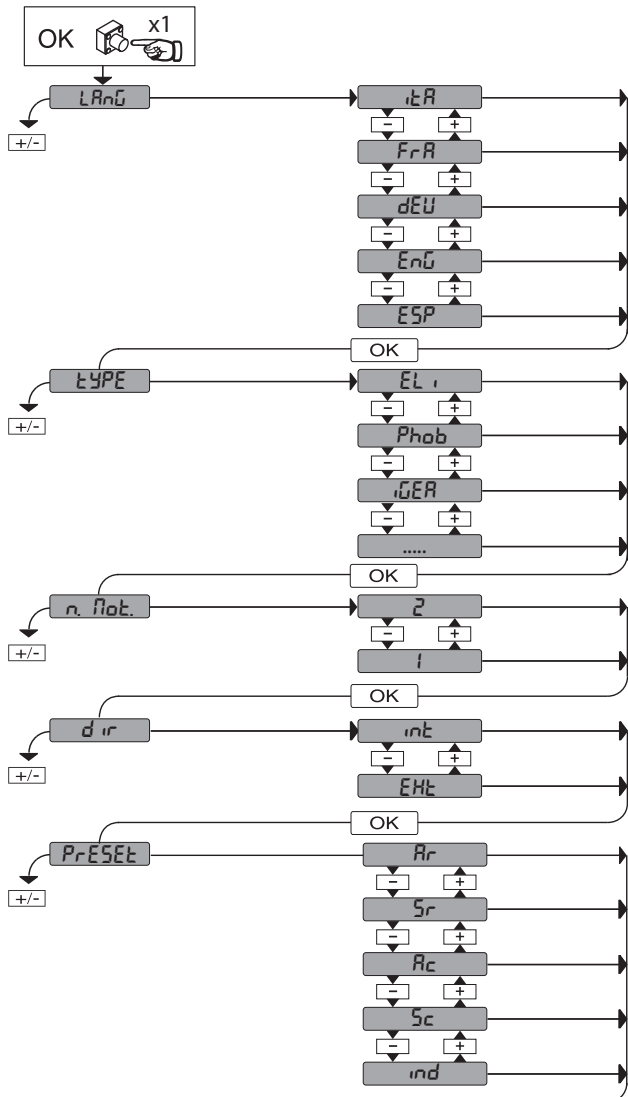 OK x1
LAnG itA
- +
+/-
FrA
- +
dEU
- +
EnG
- +
ESP
OK
tYPE ELi
- +
+/-
Phob
- +
iGEA
- +
.....
OK
n. Mot. 2
- +
+/-
1
OK
dir int
- +
+/-
EXt
OK
PrESEt Ar
- +
+/-
Sr
- +
Ac
- +
Sc
- +
ind